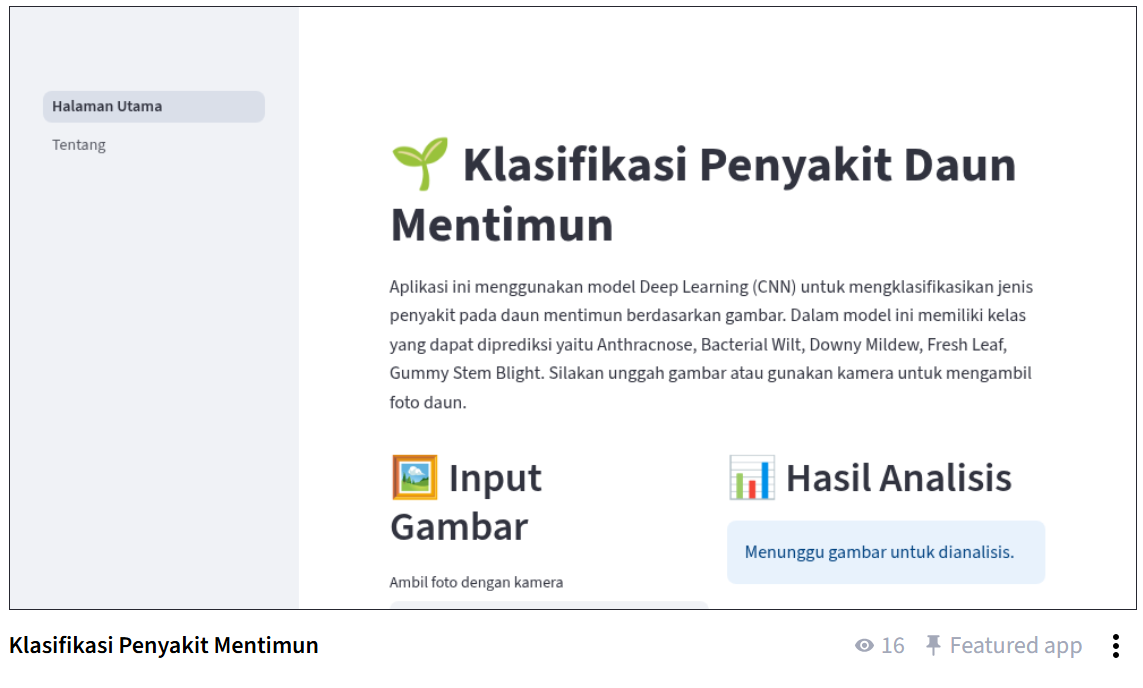 Halaman Utama
Tentang
🌱 Klasifikasi Penyakit Daun
Mentimun
Aplikasi ini menggunakan model Deep Learning (CNN) untuk mengklasifikasikan jenis
penyakit pada daun mentimun berdasarkan gambar. Dalam model ini memiliki kelas
yang dapat diprediksi yaitu Anthracnose, Bacterial Wilt, Downy Mildew, Fresh Leaf,
Gummy Stem Blight. Silakan unggah gambar atau gunakan kamera untuk mengambil
foto daun.
🖼️ Input
Gambar
Ambil foto dengan kamera
📊 Hasil Analisis
Menunggu gambar untuk dianalisis.
Klasifikasi Penyakit Mentimun
16
Featured app